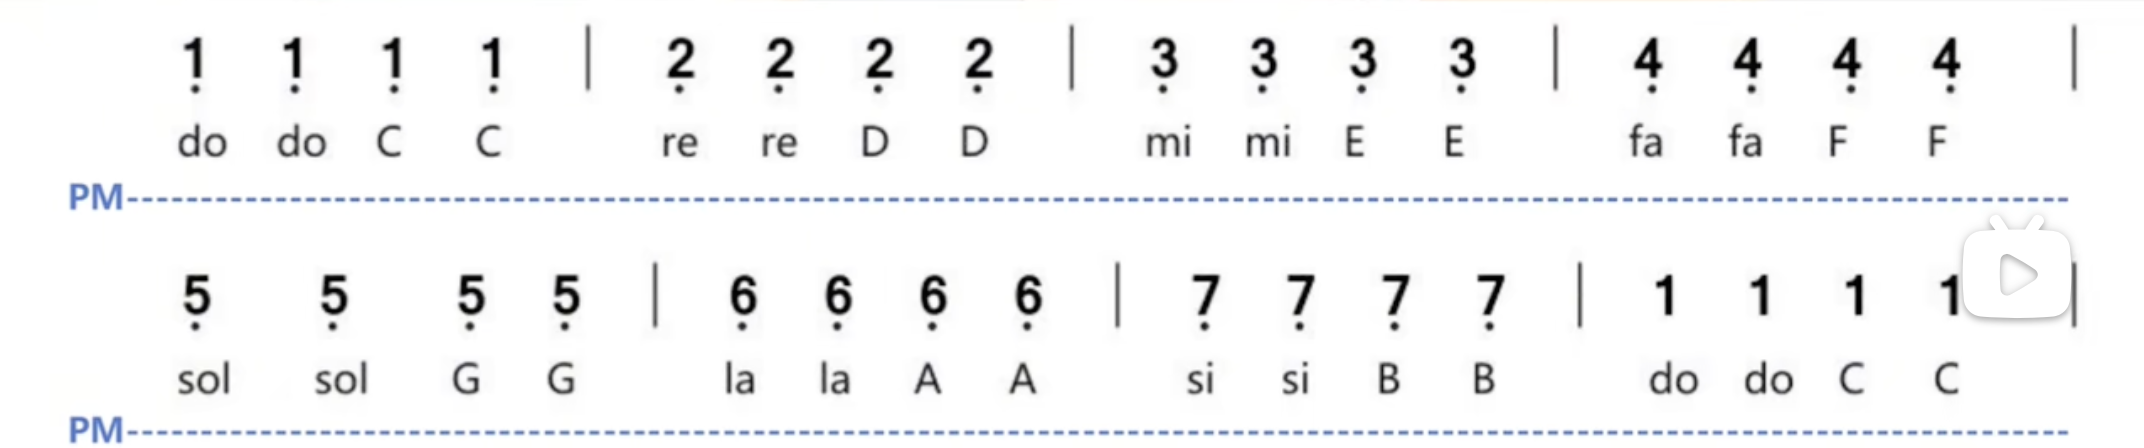 1̣ 1̣ 1̣ 1̣ | 2̣ 2̣ 2̣ 2̣ | 3̣ 3̣ 3̣ 3̣ | 4̣ 4̣ 4̣ 4̣ |
do do C C re re D D mi mi E E fa fa F F
PM
5̣ 5̣ 5̣ 5̣ | 6̣ 6̣ 6̣ 6̣ | 7̣ 7̣ 7̣ 7̣ | 1 1 1 1 |
sol sol G G la la A A si si B B do do C C
PM